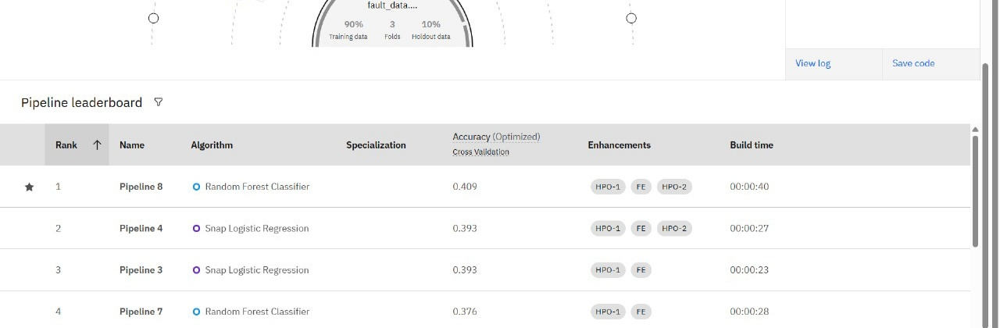 fault_data....
90% 3 10%
Training data Folds Holdout data
View log Save code
Pipeline leaderboard
Rank Name Algorithm Specialization Accuracy (Optimized) Cross Validation Enhancements Build time
1 Pipeline 8 Random Forest Classifier 0.409 HPO-1 FE HPO-2 00:00:40
2 Pipeline 4 Snap Logistic Regression 0.393 HPO-1 FE HPO-2 00:00:27
3 Pipeline 3 Snap Logistic Regression 0.393 HPO-1 FE 00:00:23
4 Pipeline 7 Random Forest Classifier 0.376 HPO-1 FE 00:00:28